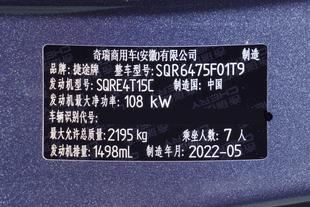 奇瑞商用车(安徽)有限公司 制造
品牌：捷途牌 整车型号：SQR6475F01T9
发动机型号：SQRE4T15C 制造国：中国
发动机最大净功率：108 kW
车辆识别代号：
最大允许总质量：2195kg 乘坐人数：7人
发动机排量：1498mL 制造年月：2022-05